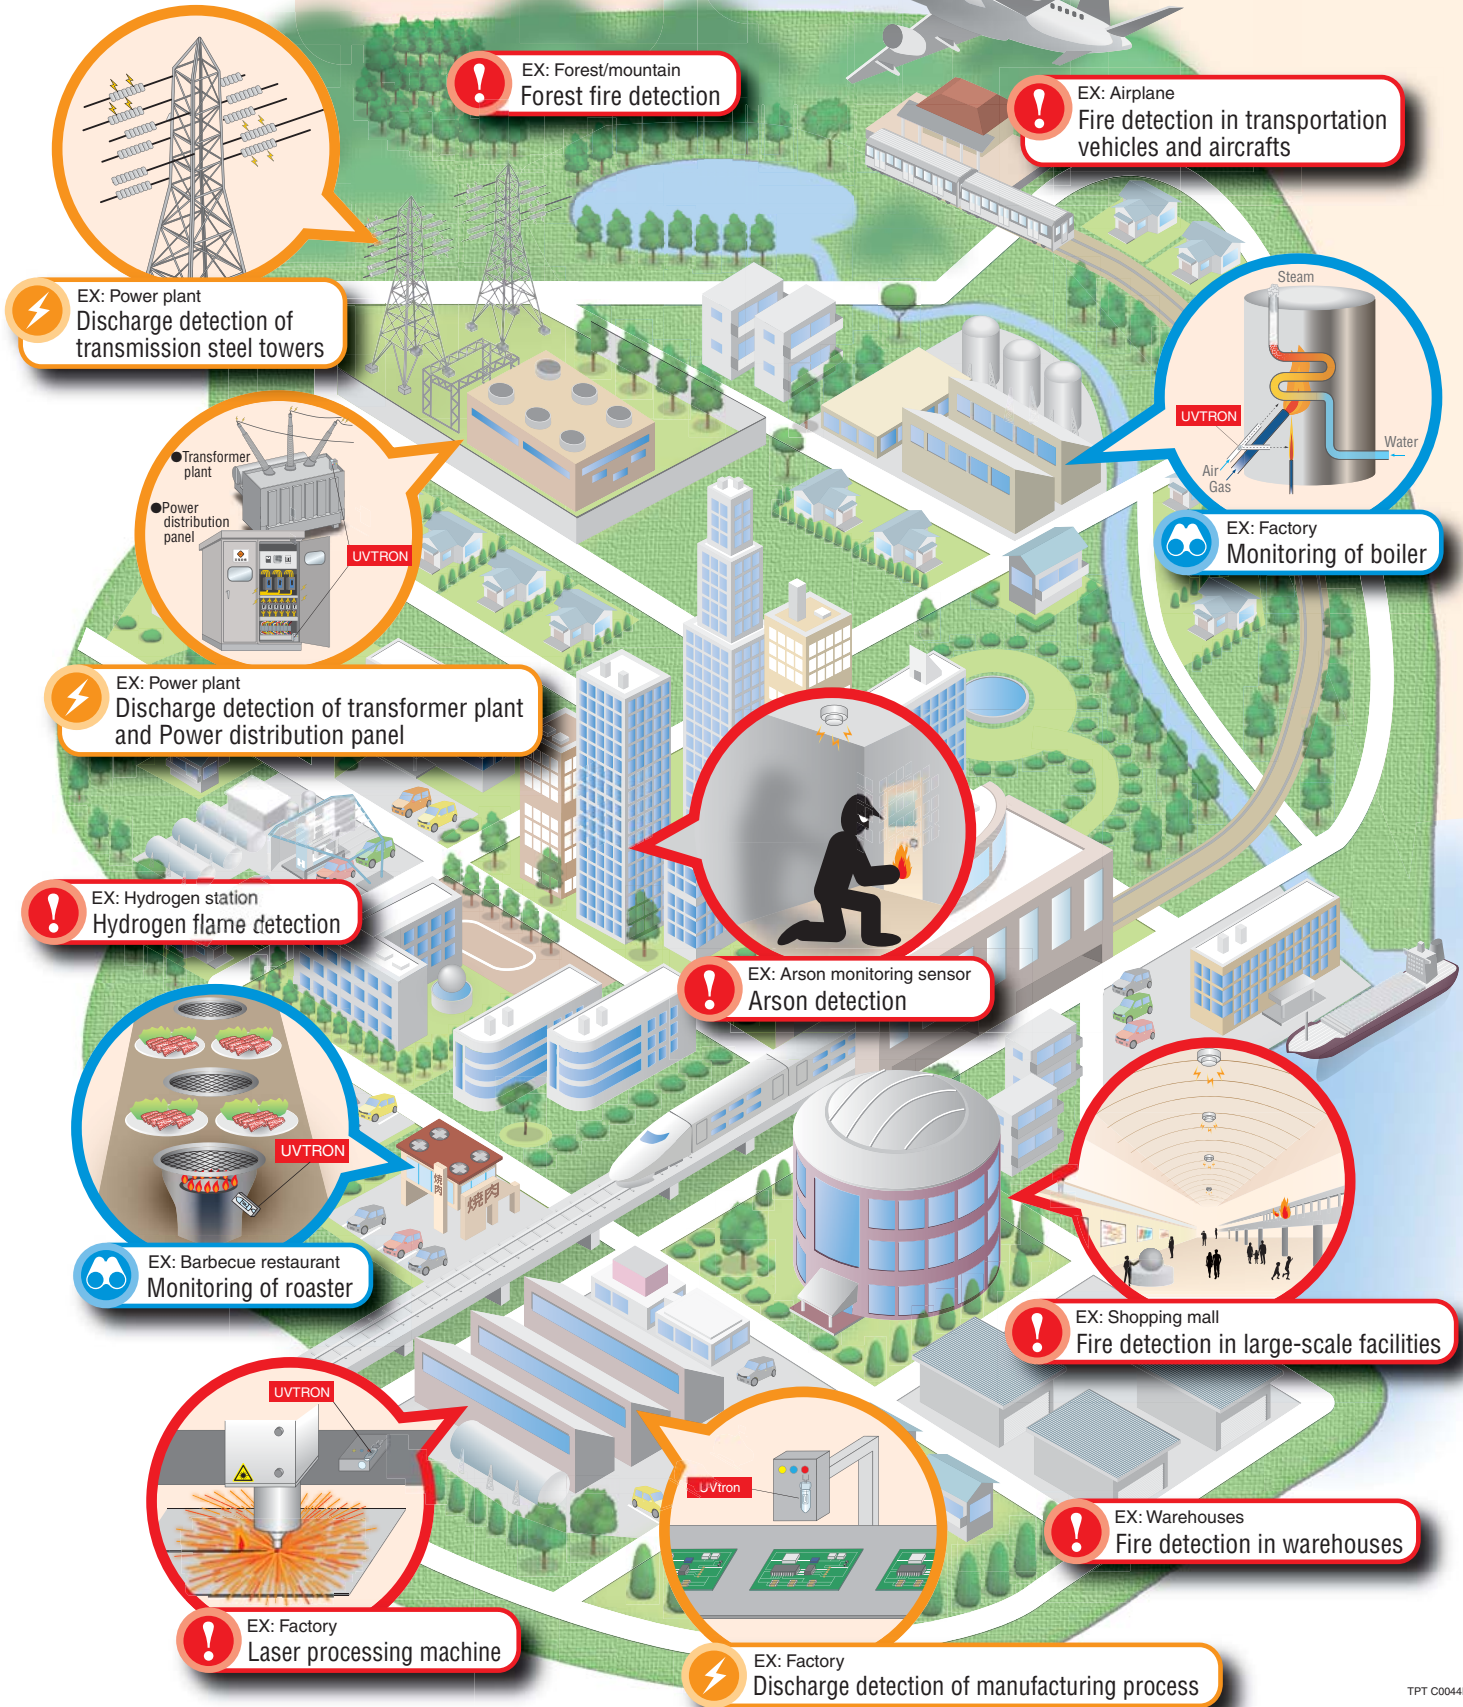 EX: Forest/mountain
Forest fire detection
EX: Airplane
Fire detection in transportation
vehicles and aircrafts
EX: Power plant
Discharge detection of
transmission steel towers
Steam
UVTRON
Water
Air
Gas
EX: Factory
Monitoring of boiler
●Transformer
plant
●Power
distribution
panel
UVTRON
EX: Power plant
Discharge detection of transformer plant
and Power distribution panel
EX: Hydrogen station
Hydrogen flame detection
EX: Arson monitoring sensor
Arson detection
UVTRON
焼肉
焼肉
EX: Barbecue restaurant
Monitoring of roaster
EX: Shopping mall
Fire detection in large-scale facilities
UVTRON
EX: Factory
Laser processing machine
UVtron
EX: Factory
Discharge detection of manufacturing process
EX: Warehouses
Fire detection in warehouses
TPT C0044